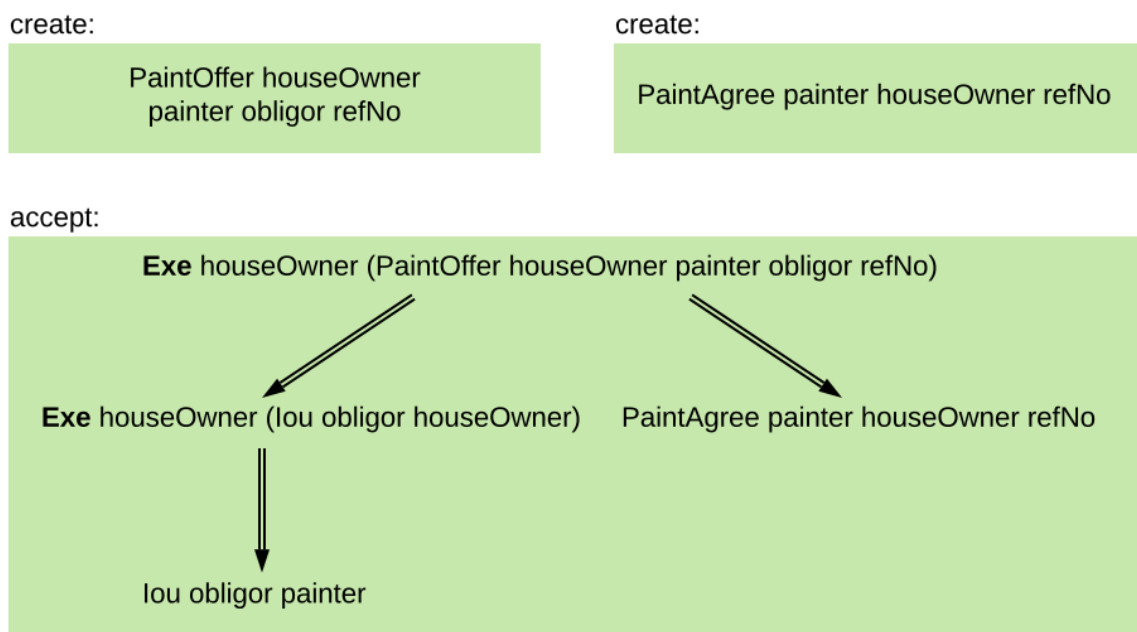 create:
PaintOffer houseOwner
painter obligor refNo
create:
PaintAgree painter houseOwner refNo
accept:
Exe houseOwner (PaintOffer houseOwner painter obligor refNo)
Exe houseOwner (Iou obligor houseOwner)
PaintAgree painter houseOwner refNo
Iou obligor painter